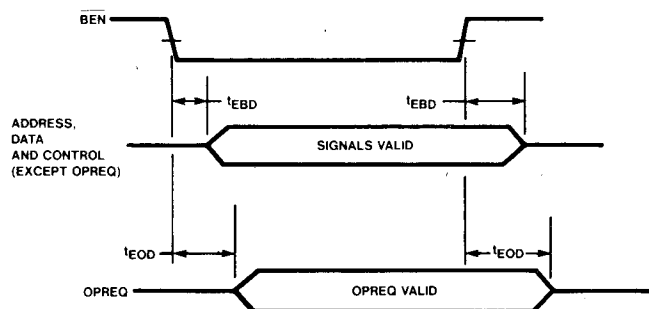 BEN
tEBD
tEBD
ADDRESS,
DATA
AND CONTROL
(EXCEPT OPREQ)
SIGNALS VALID
tEOD
tEOD
OPREQ
OPREQ VALID